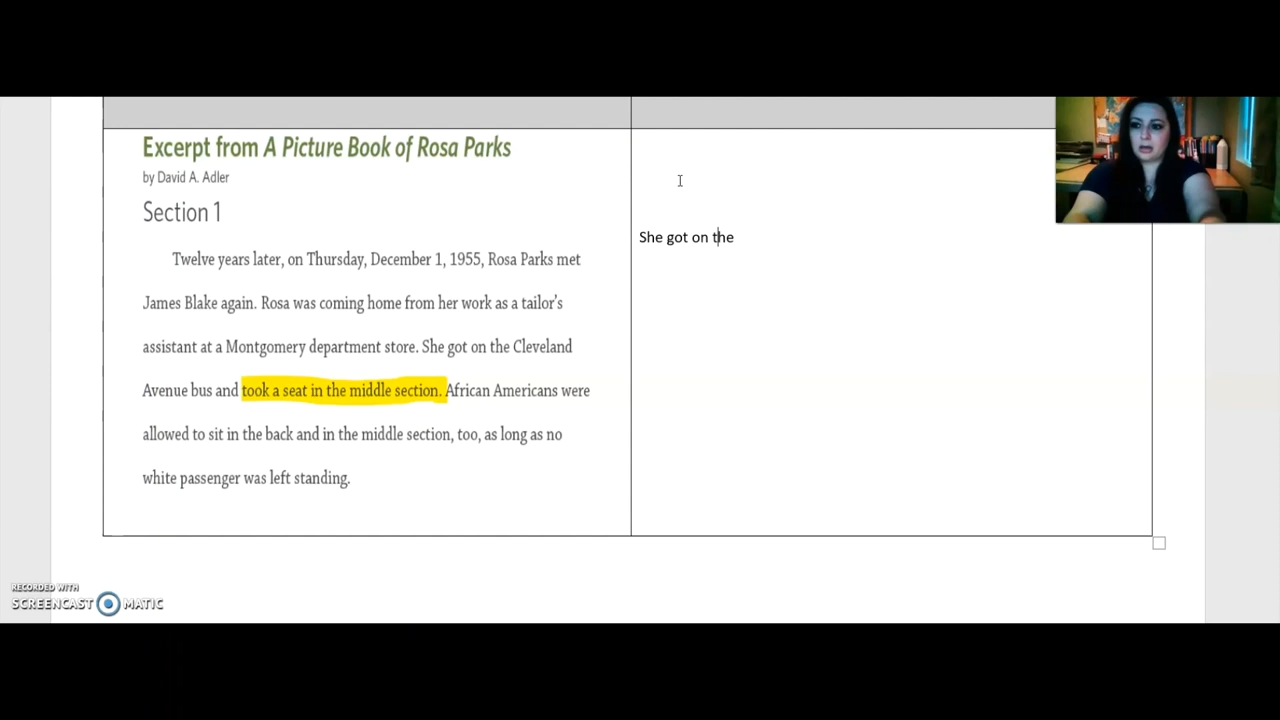 Excerpt from A Picture Book of Rosa Parks
by David A. Adler
Section 1
Twelve years later, on Thursday, December 1, 1955, Rosa Parks met
James Blake again. Rosa was coming home from her work as a tailor's
assistant at a Montgomery department store. She got on the Cleveland
Avenue bus and took a seat in the middle section. African Americans were
allowed to sit in the back and in the middle section, too, as long as no
white passenger was left standing.
She got on the
RECORDED WITH
SCREENCAST MATIC